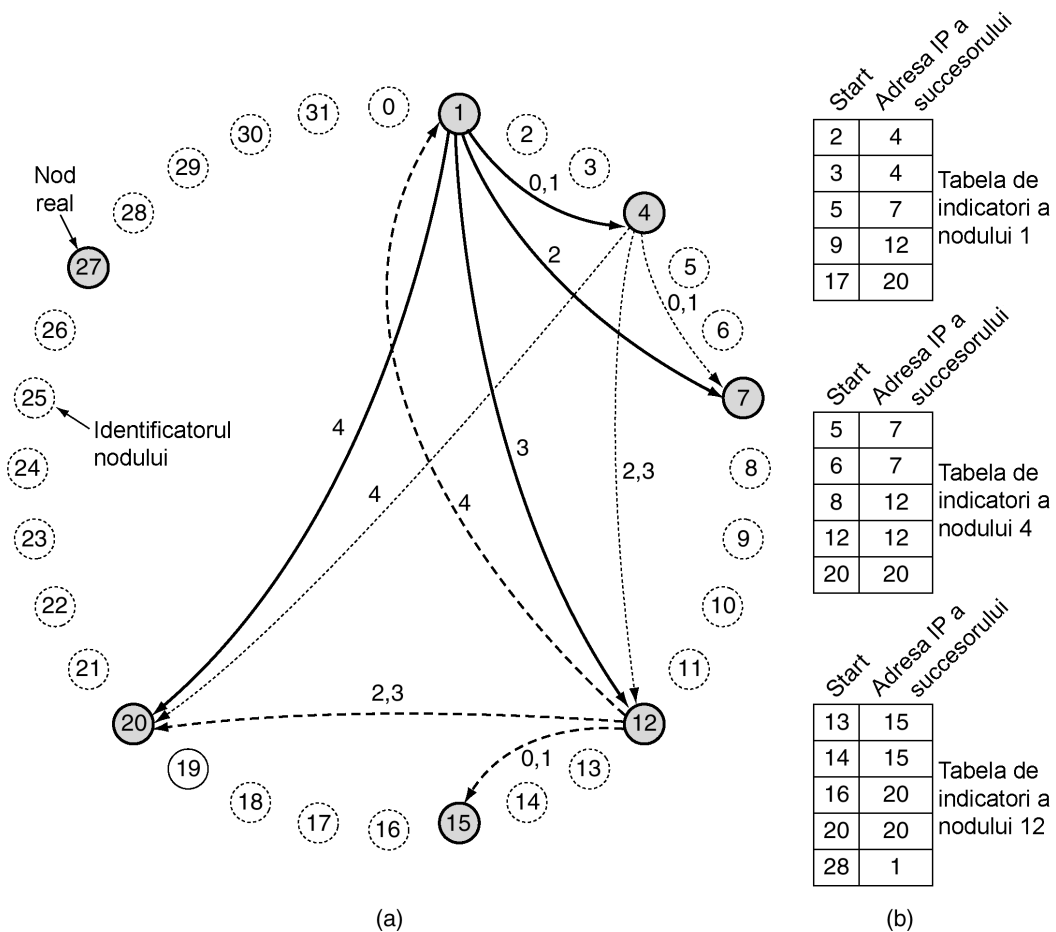 0
1
2
3
4
5
6
7
8
9
10
11
12
13
14
15
16
17
18
19
20
21
22
23
24
25
26
27
28
29
30
31
Nod
real
Identificatorul
nodului
0,1
2
0,1
4
3
2,3
4
4
2,3
0,1
(a)
Start
Adresa IP a
succesorului
2 4
3 4
5 7
9 12
17 20
Tabela de
indicatori a
nodului 1
Start
Adresa IP a
succesorului
5 7
6 7
8 12
12 12
20 20
Tabela de
indicatori a
nodului 4
Start
Adresa IP a
succesorului
13 15
14 15
16 20
20 20
28 1
Tabela de
indicatori a
nodului 12
(b)